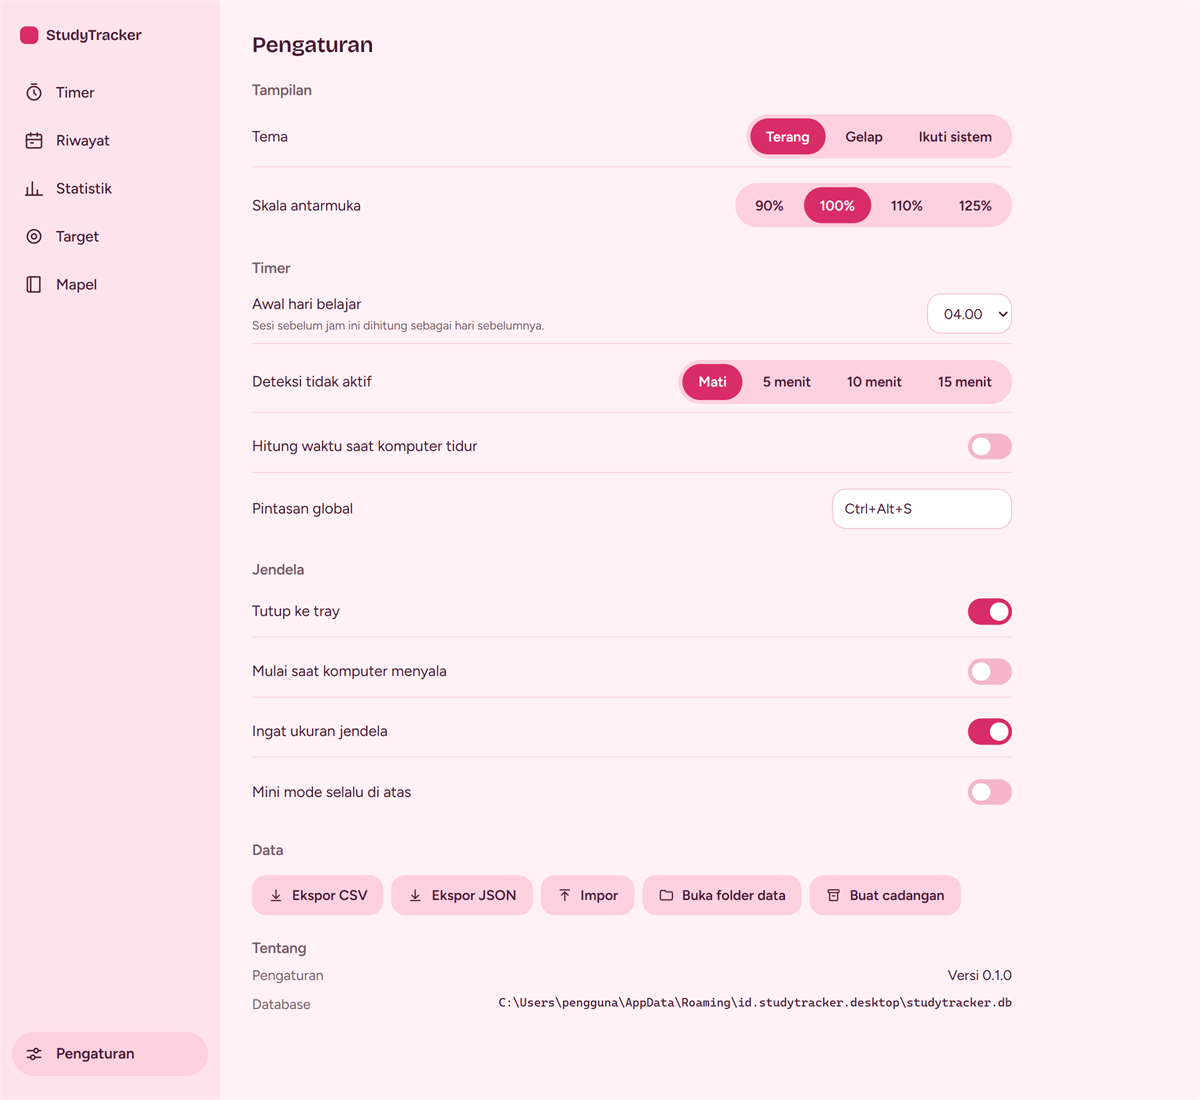 StudyTracker
Timer
Riwayat
Statistik
Target
Mapel
Pengaturan
Pengaturan
Tampilan
Tema
Terang Gelap Ikuti sistem
Skala antarmuka
90% 100% 110% 125%
Timer
Awal hari belajar
Sesi sebelum jam ini dihitung sebagai hari sebelumnya.
04.00
Deteksi tidak aktif
Mati 5 menit 10 menit 15 menit
Hitung waktu saat komputer tidur
Pintasan global
Ctrl+Alt+S
Jendela
Tutup ke tray
Mulai saat komputer menyala
Ingat ukuran jendela
Mini mode selalu di atas
Data
Ekspor CSV Ekspor JSON Impor Buka folder data Buat cadangan
Tentang
Pengaturan Versi 0.1.0
Database C:\Users\pengguna\AppData\Roaming\id.studytracker.desktop\studytracker.db